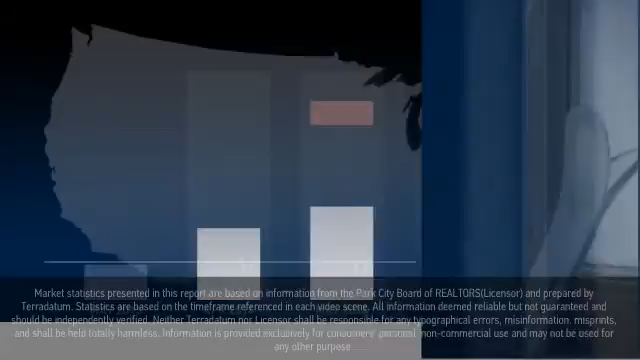 Market statistics presented in this report are based on information from the Park City Board of REALTORS(Licensor) and prepared by
Terradatum. Statistics are based on the timeframe referenced in each video scene. All information deemed reliable but not guaranteed and
should be independently verified. Neither Terradatum nor Licensor shall be responsible for any typographical errors, misinformation, misprints,
and shall be held totally harmless. Information is provided exclusively for consumers' personal non-commercial use and may not be used for
any other purpose